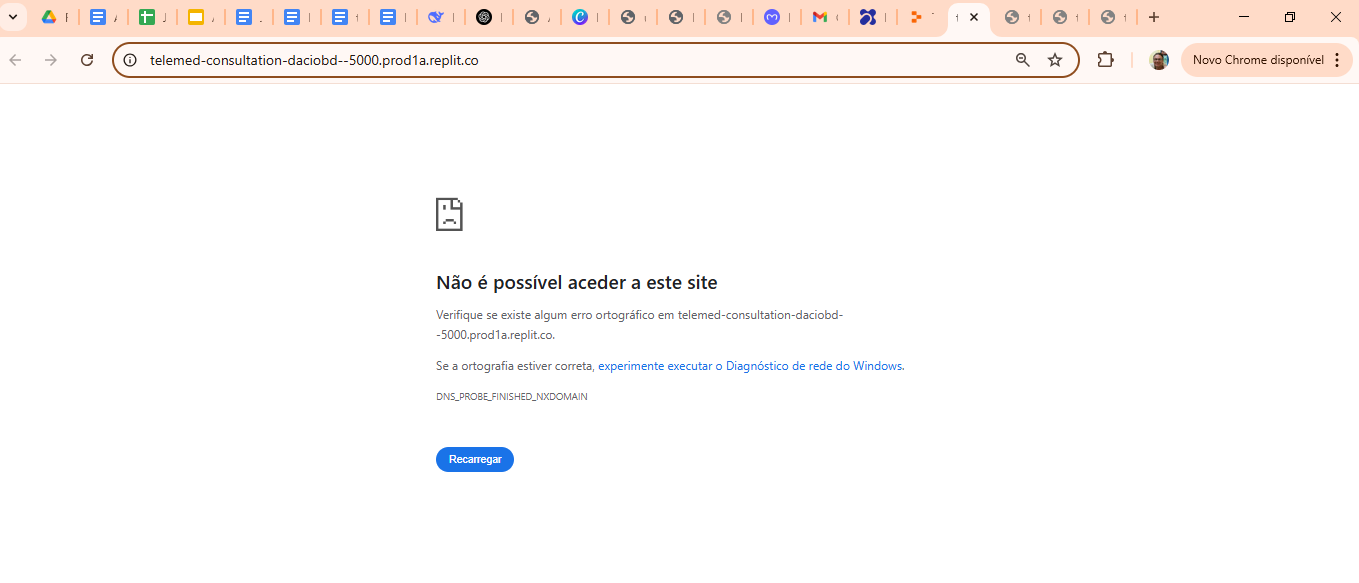 telemed-consultation-daciobd--5000.prod1a.replit.co
Novo Chrome disponível
Não é possível aceder a este site
Verifique se existe algum erro ortográfico em telemed-consultation-daciobd-
-5000.prod1a.replit.co.
Se a ortografia estiver correta, experimente executar o Diagnóstico de rede do Windows.
DNS_PROBE_FINISHED_NXDOMAIN
Recarregar